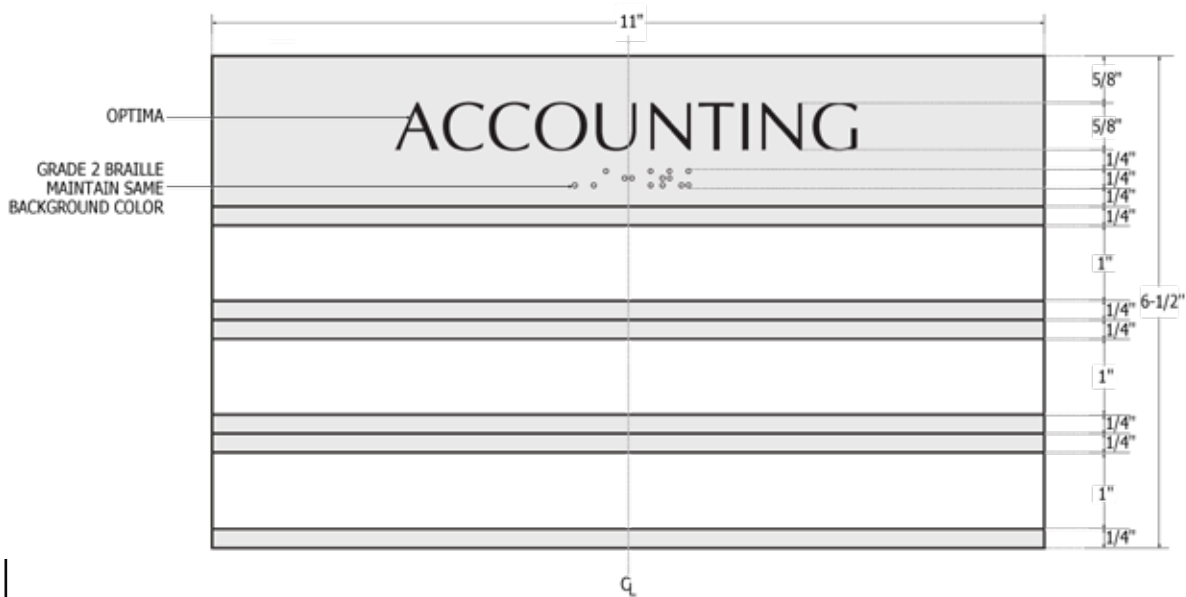 11"
5/8"
OPTIMA
ACCOUNTING
5/8"
1/4"
GRADE 2 BRAILLE
MAINTAIN SAME
BACKGROUND COLOR
1/4"
1/4"
1/4"
1"
6-1/2"
1/4"
1/4"
1"
1/4"
1/4"
1"
1/4"
CL